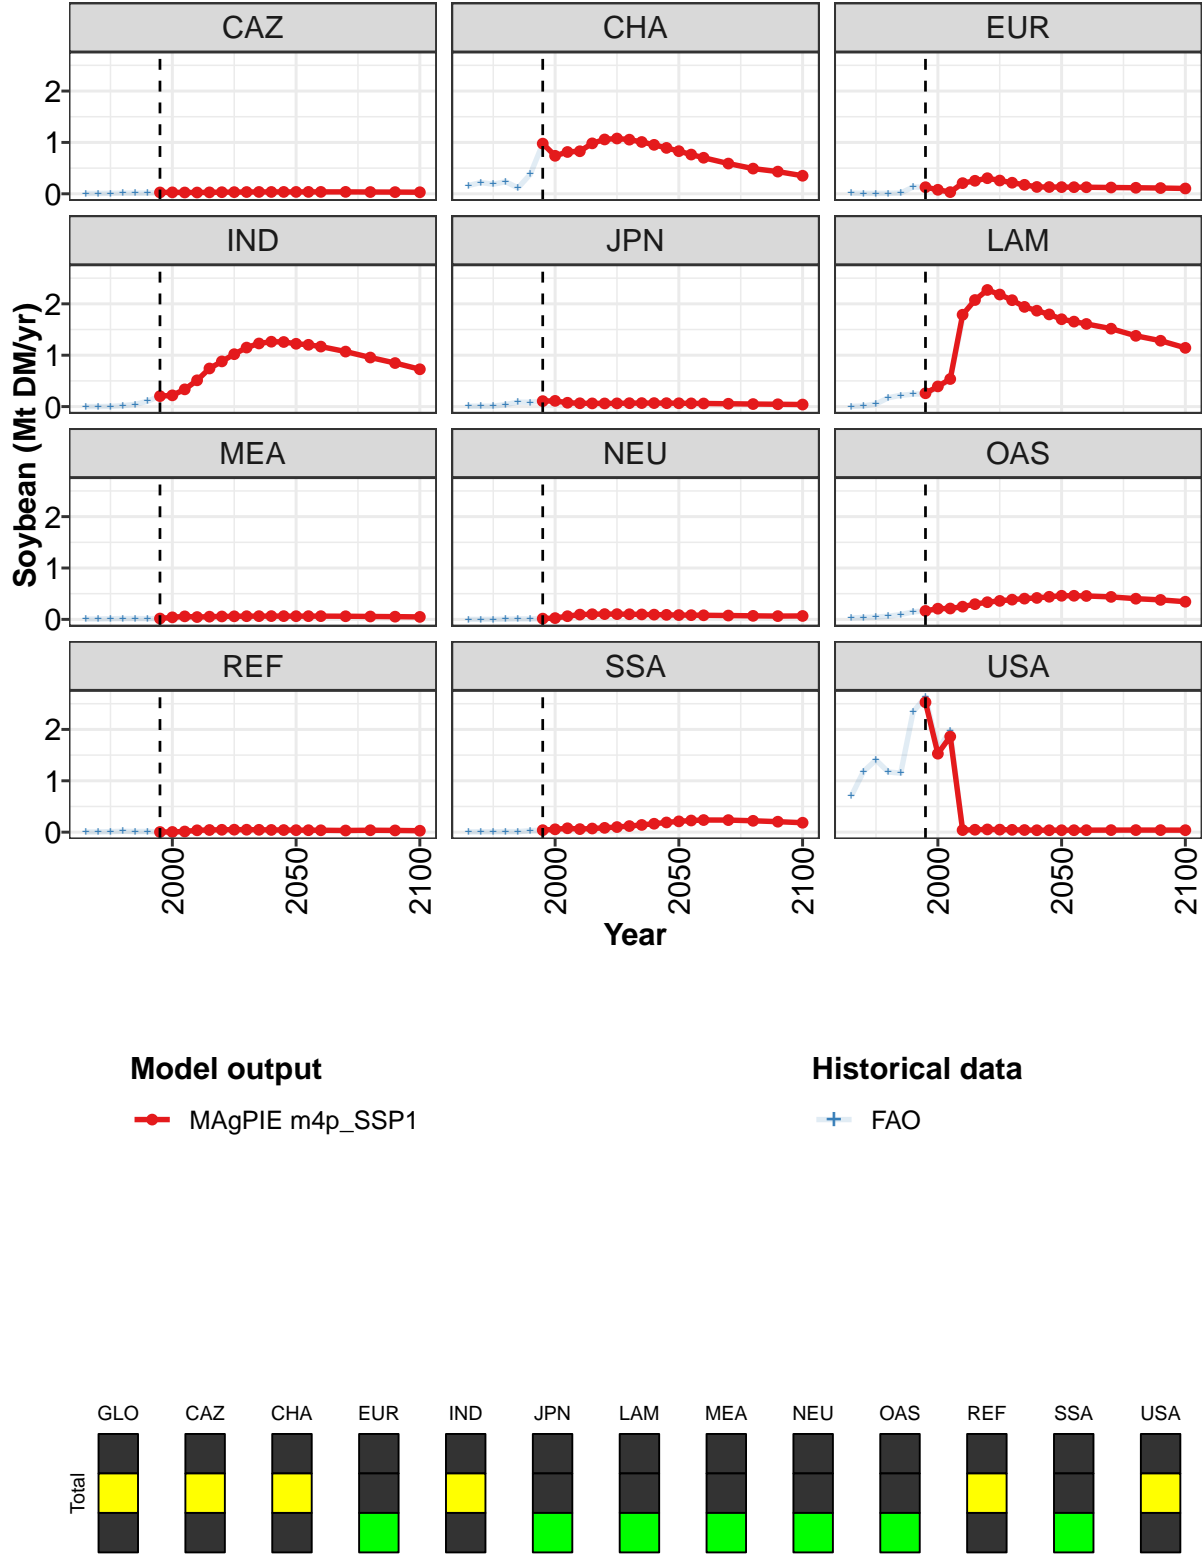 CAZ CHA EUR
2
1
0
IND JPN LAM
2
1
0
MEA NEU OAS
2
1
0
REF SSA USA
2
1
0
2000 2050 2100 2000 2050 2100 2000 2050 2100
Soybean (Mt DM/yr)
Year
Model output
MAgPIE m4p_SSP1
Historical data
FAO
GLO CAZ CHA EUR IND JPN LAM MEA NEU OAS REF SSA USA
Total